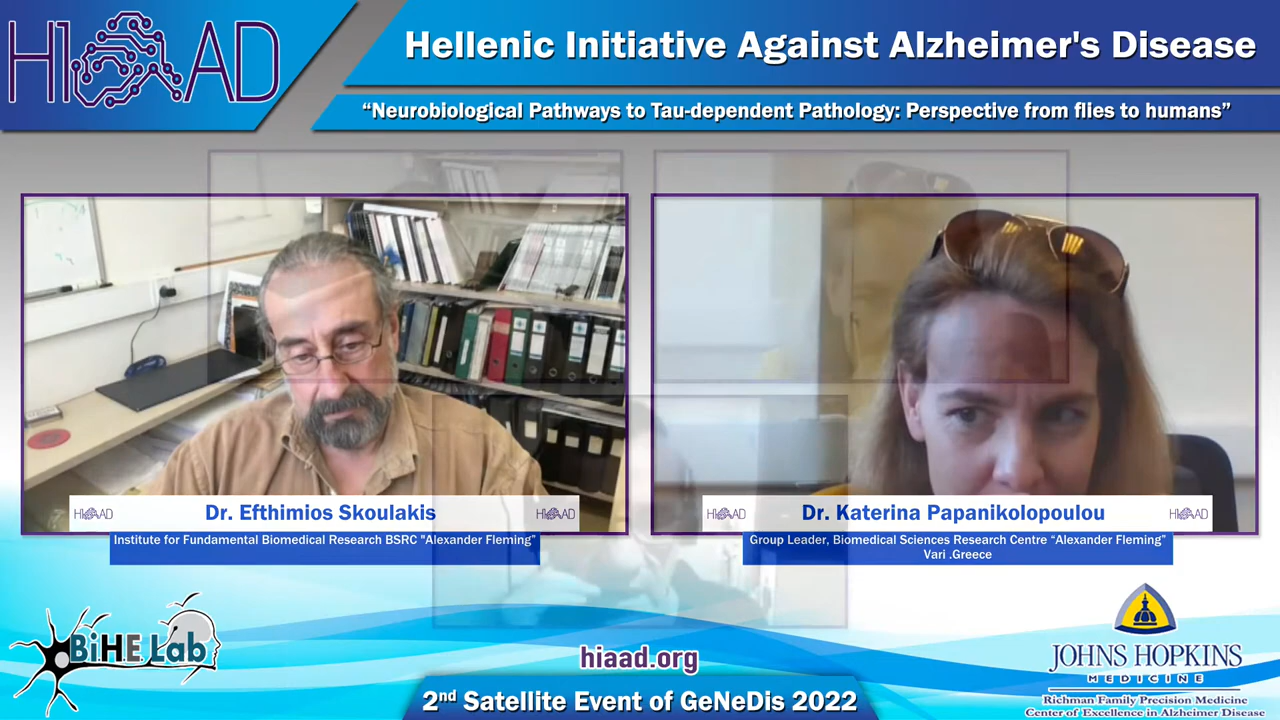 HIAAD
Hellenic Initiative Against Alzheimer's Disease
“Neurobiological Pathways to Tau-dependent Pathology: Perspective from flies to humans”
HIAAD
Dr. Efthimios Skoulakis
HIAAD
Institute for Fundamental Biomedical Research BSRC "Alexander Fleming”
HIAAD
Dr. Katerina Papanikolopoulou
HIAAD
Group Leader, Biomedical Sciences Research Centre “Alexander Fleming”
Vari .Greece
BiHE Lab
hiaad.org
2nd Satellite Event of GeNeDis 2022
JOHNS HOPKINS
MEDICINE
Richman Family Precision Medicine
Center of Excellence in Alzheimer Disease